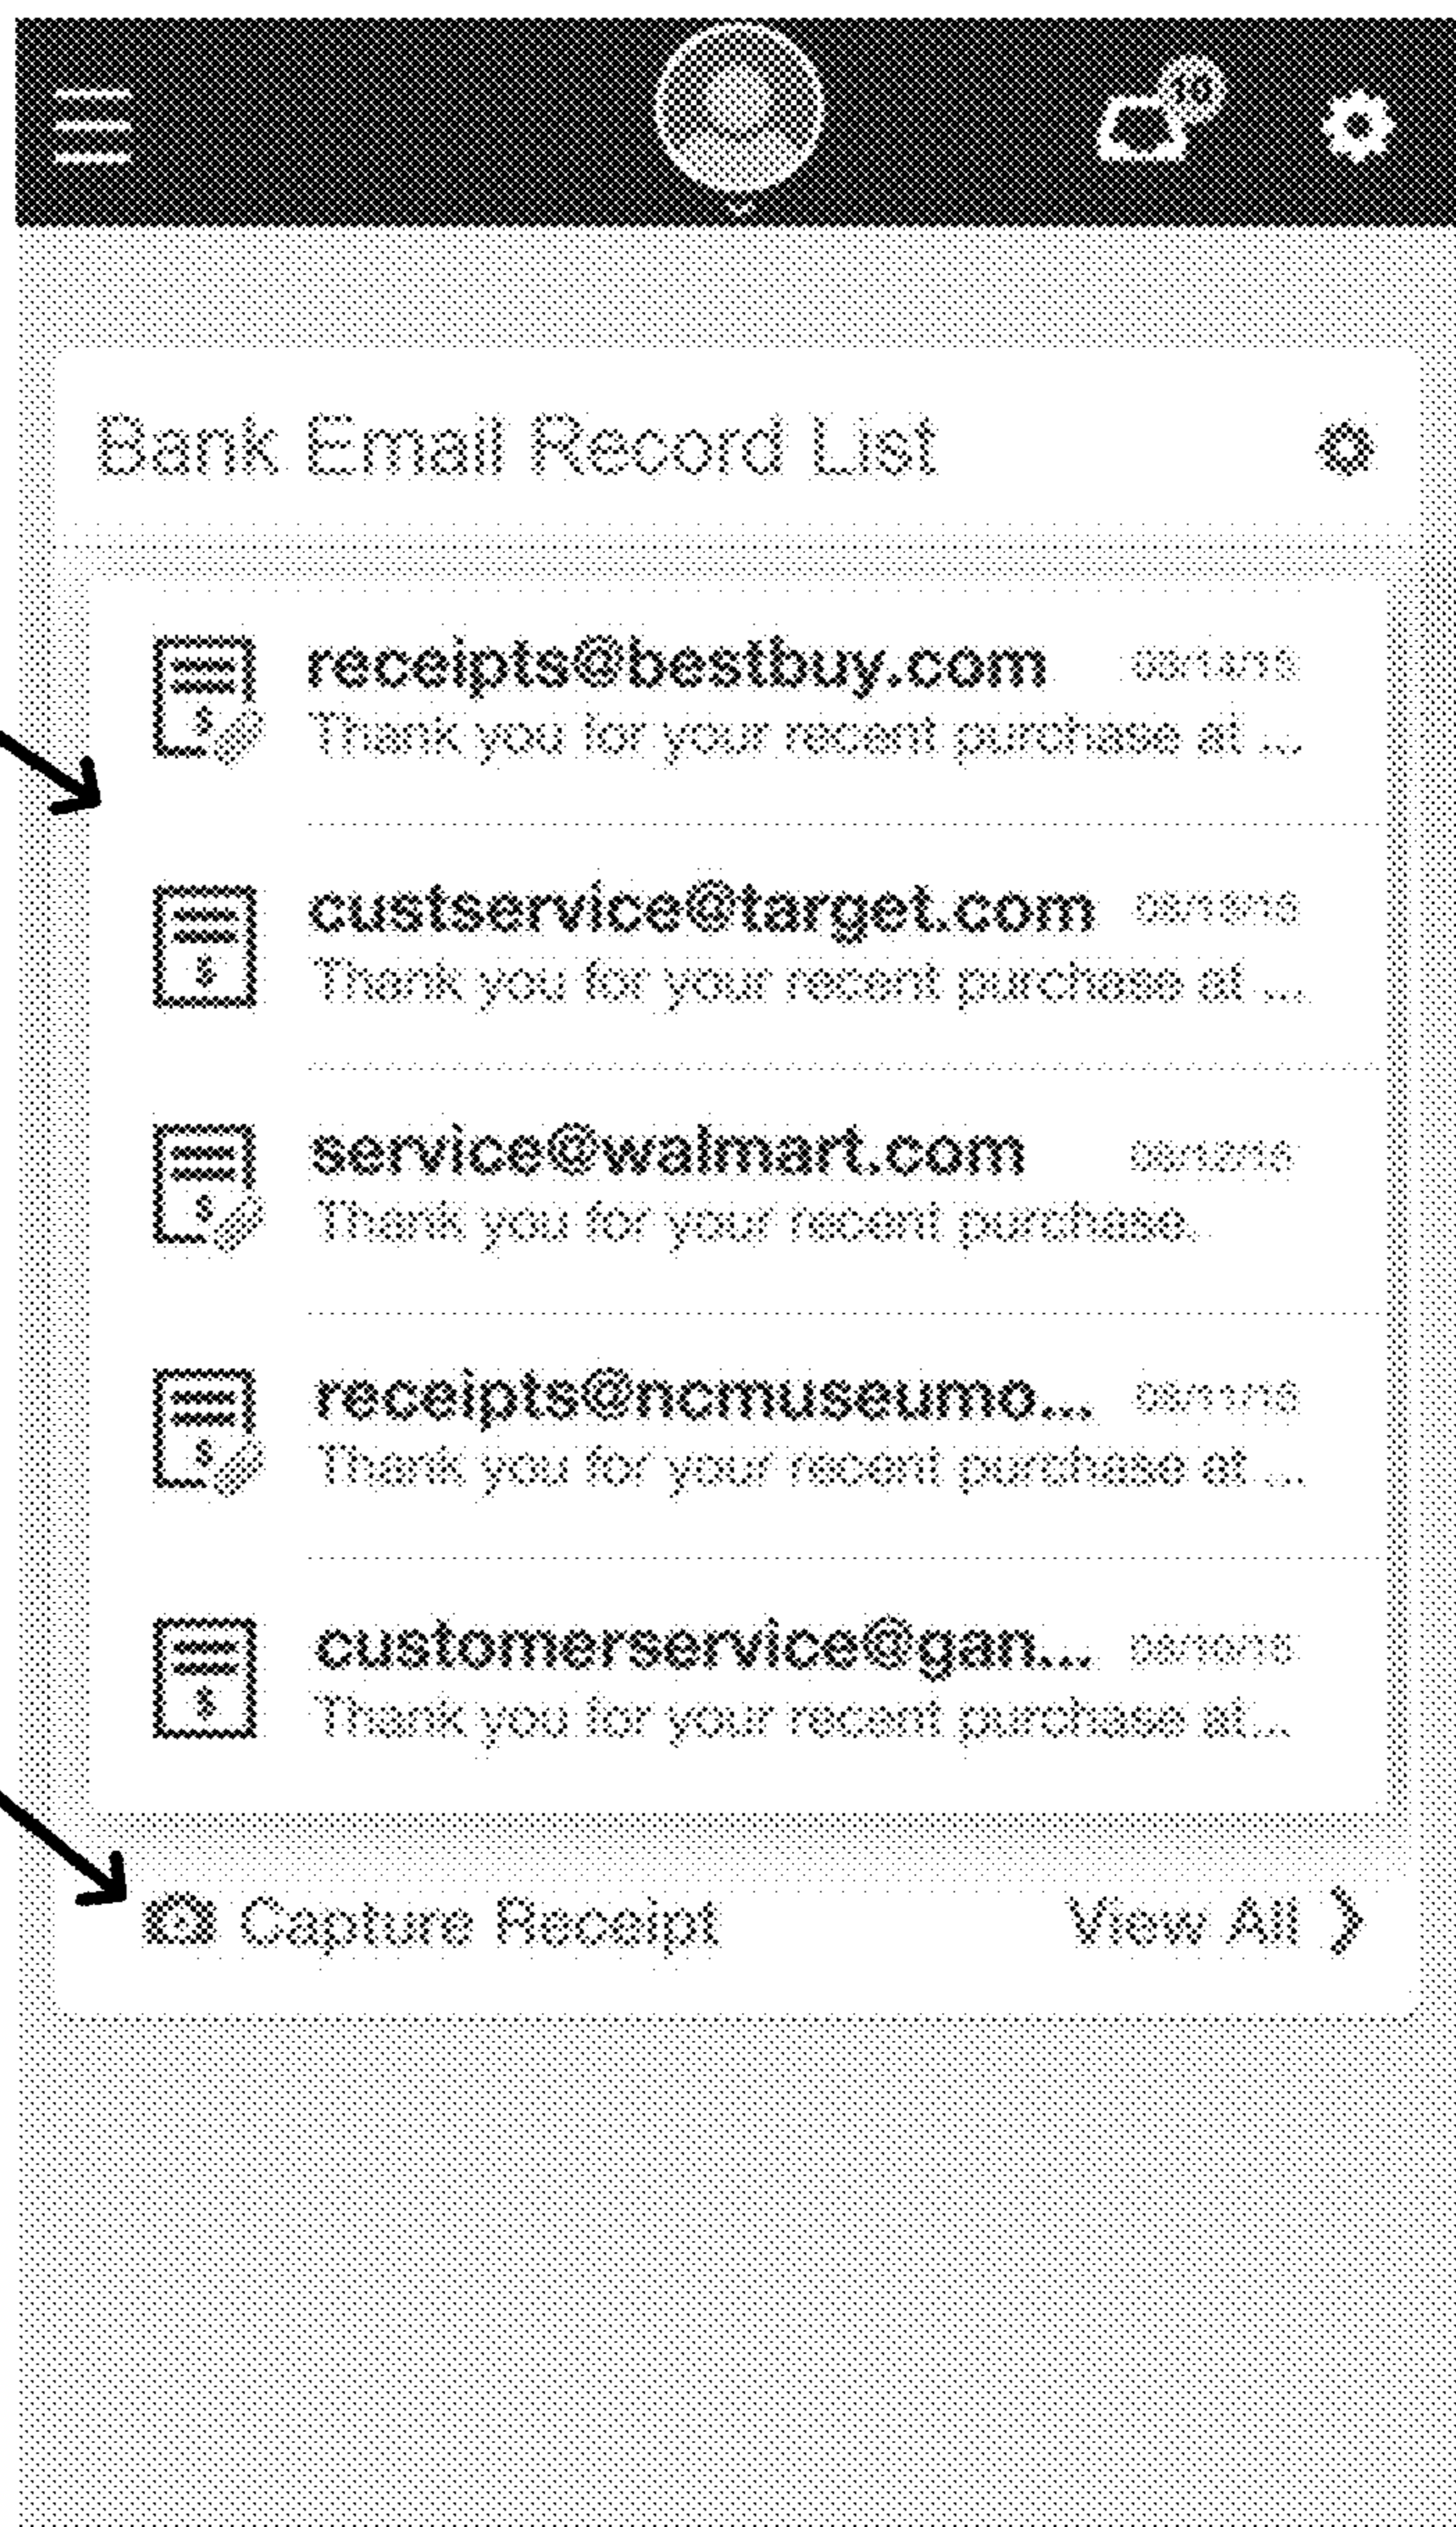 10
Bank Email Record List
receipts@bestbuy.com
Thank you for your recent purchase at ...
custservice@target.com
Thank you for your recent purchase at ...
service@walmart.com
Thank you for your recent purchase.
receipts@ncmuseumo...
Thank you for your recent purchase at ...
customerservice@gan...
Thank you for your recent purchase at...
Capture Receipt
View All